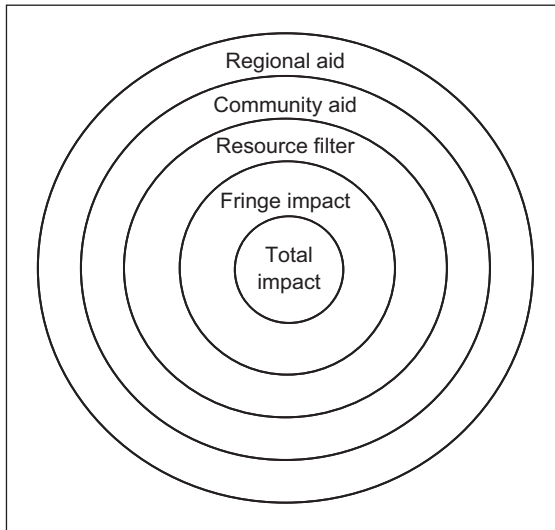 Regional aid
Community aid
Resource filter
Fringe impact
Total
impact